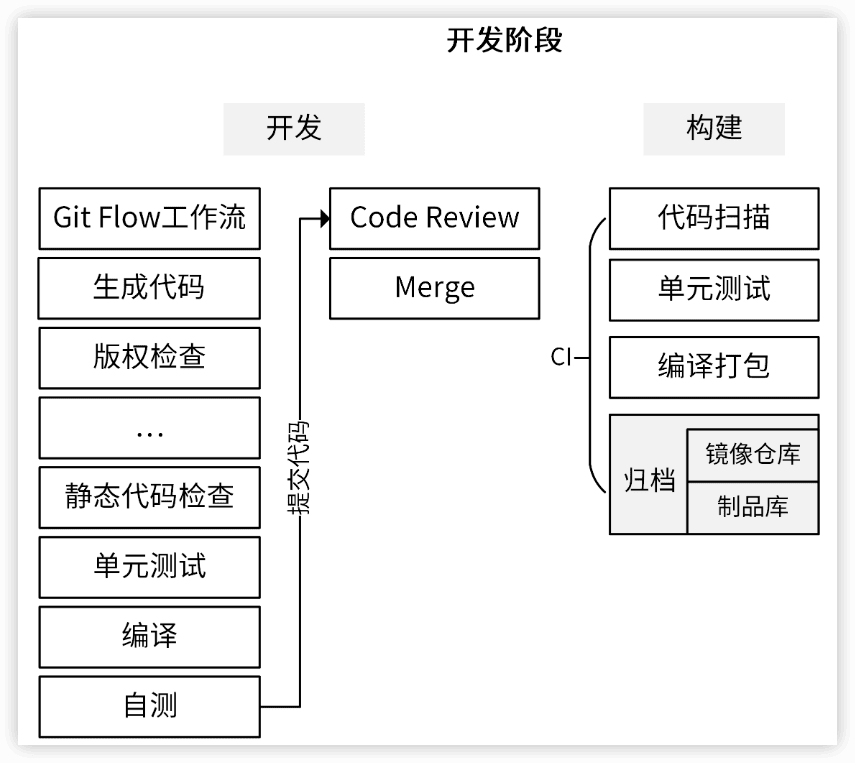 开发阶段
开发
构建
Git Flow工作流
生成代码
版权检查
...
静态代码检查
单元测试
编译
自测
提交代码
Code Review
Merge
CI
代码扫描
单元测试
编译打包
归档
镜像仓库
制品库